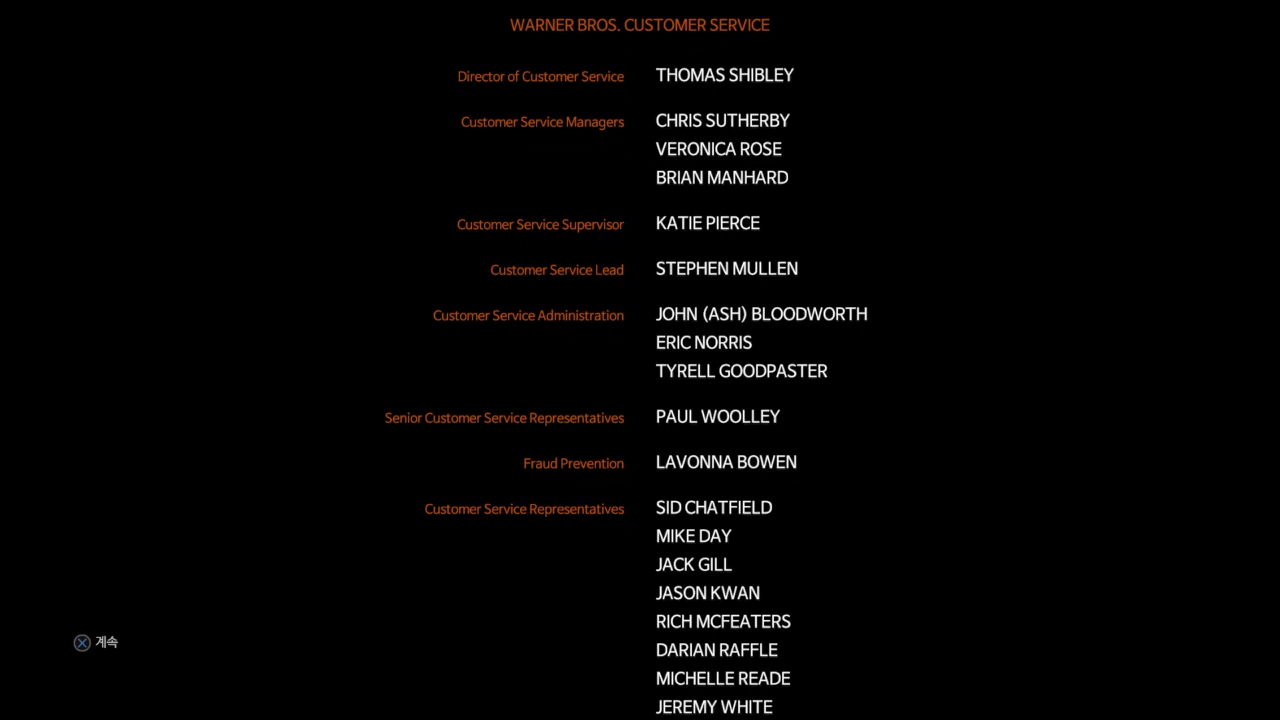 WARNER BROS. CUSTOMER SERVICE
Director of Customer Service THOMAS SHIBLEY
Customer Service Managers CHRIS SUTHERBY
VERONICA ROSE
BRIAN MANHARD
Customer Service Supervisor KATIE PIERCE
Customer Service Lead STEPHEN MULLEN
Customer Service Administration JOHN (ASH) BLOODWORTH
ERIC NORRIS
TYRELL GOODPASTER
Senior Customer Service Representatives PAUL WOOLLEY
Fraud Prevention LAVONNA BOWEN
Customer Service Representatives SID CHATFIELD
MIKE DAY
JACK GILL
JASON KWAN
RICH MCFEATERS
계속
DARIAN RAFFLE
MICHELLE READE
JEREMY WHITE